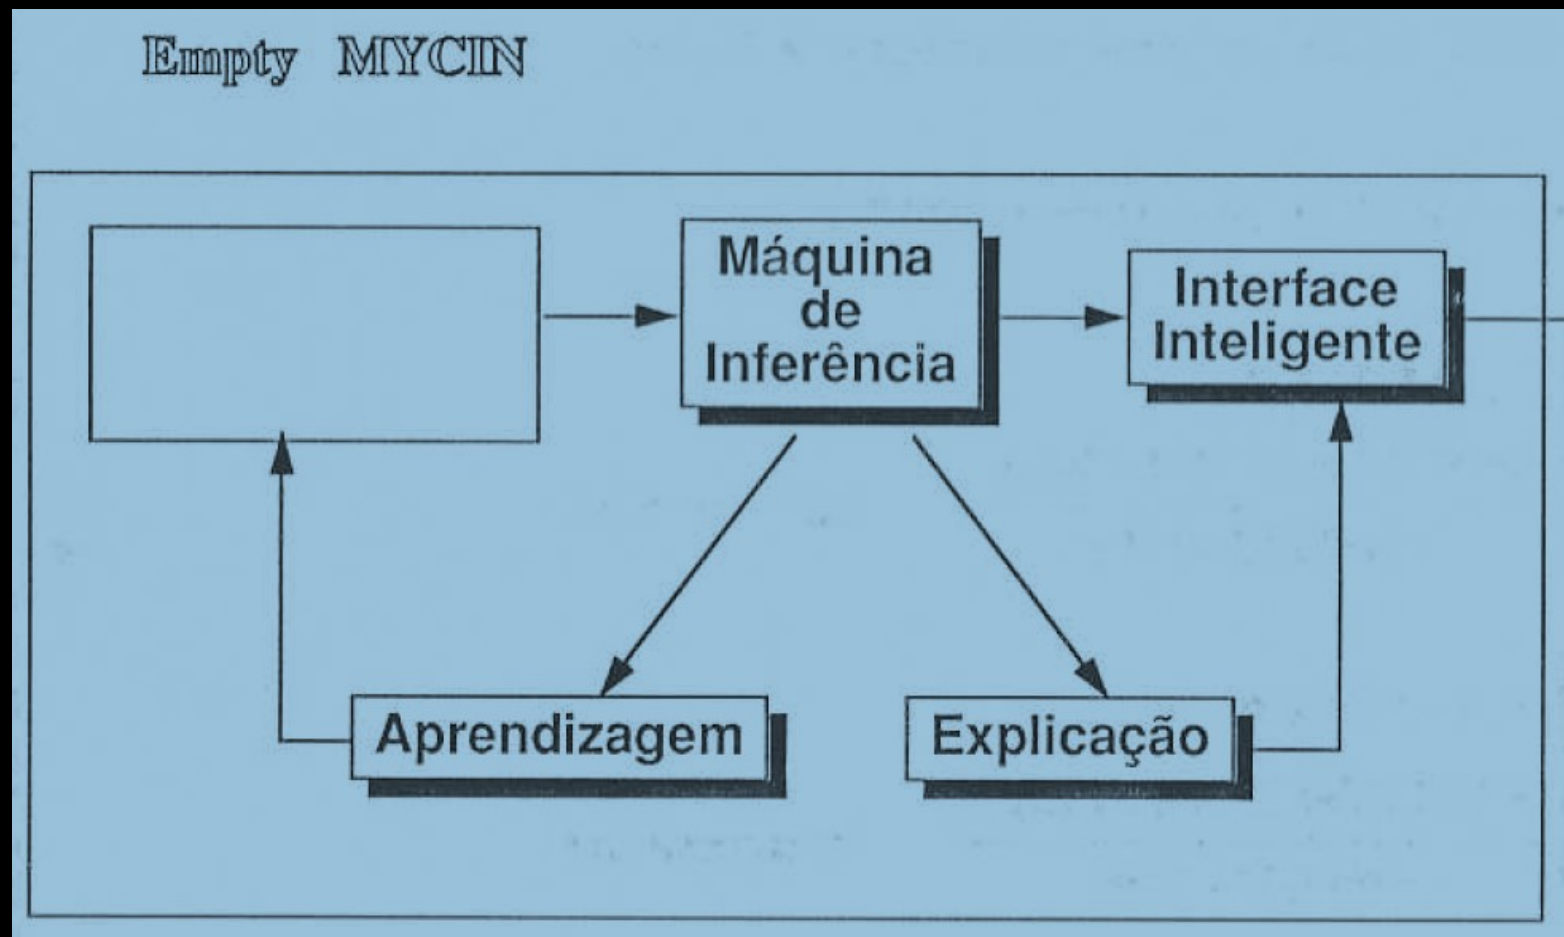 Empty MYCIN
Máquina
de
Inferência
Interface
Inteligente
Aprendizagem
Explicação